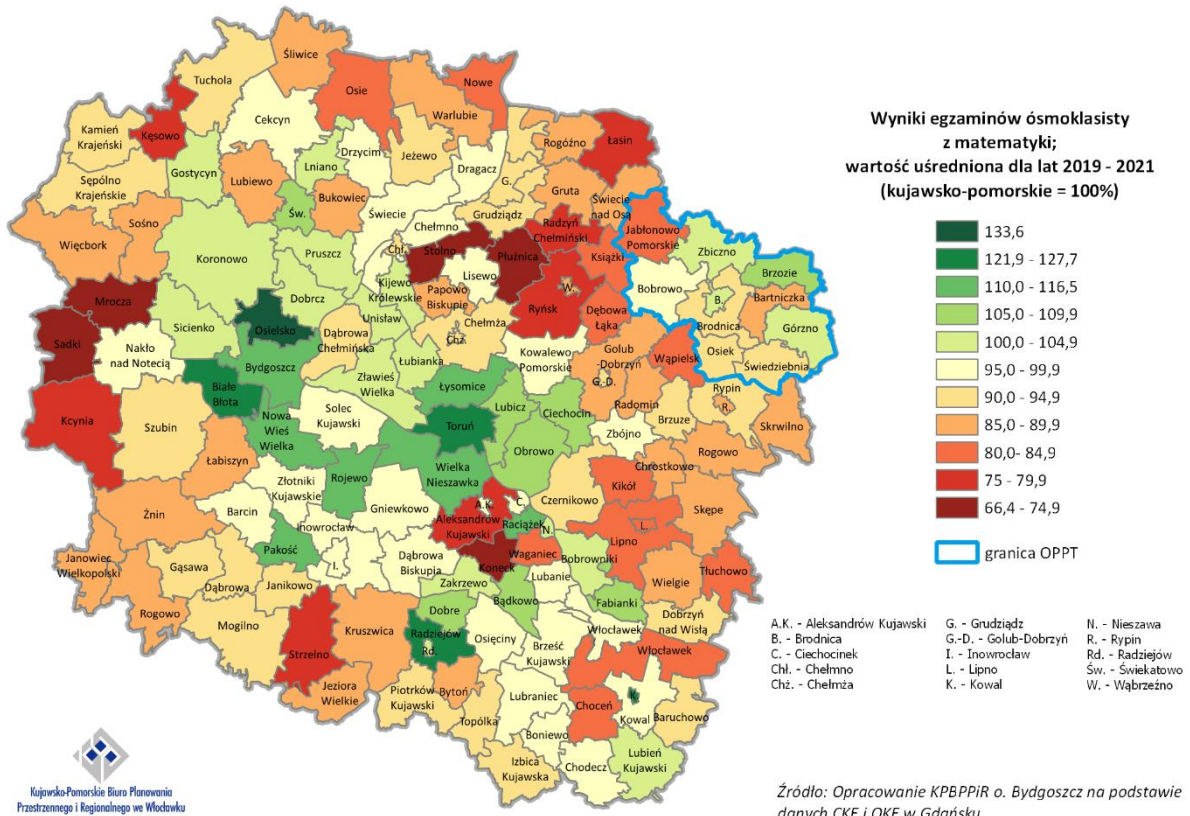 Wyniki egzaminów ósmoklasisty
z matematyki;
wartość uśredniona dla lat 2019 - 2021
(kujawsko-pomorskie = 100%)
133,6
121,9 - 127,7
110,0 - 116,5
105,0 - 109,9
100,0 - 104,9
95,0 - 99,9
90,0 - 94,9
85,0 - 89,9
80,0- 84,9
75 - 79,9
66,4 - 74,9
granica OPPT
Śliwice
Tuchola
Osie
Nowe
Kęsowo
Cekcyn
Warlubie
Kamień
Krajeński
Łasin
Rogóźno
Drzycim
Jeżewo
Lniano
Gostycyn
Dragacz
G.
Gruta
Sępólno
Krajeńskie
Lubiewo
Bukowiec
Św.
Świecie
nad Osą
Świecie
Grudziądz
Sośno
Więcbork
Chełmno
Radzyń
Chełmiński
Jabłonowo
Pomorskie
Zbiczno
Brzozie
Koronowo
Pruszcz
Chł.
Stolno
Płużnica
Książki
Bobrowo
Bartniczka
Lisewo
W.
B.
Mrocza
Dobrcz
Kijewo
Królewskie
Papowo
Biskupie
Ryńsk
Dębowa
Łąka
Brodnica
Górzno
Sicienko
Osielsko
Unisław
Chełmża
Chż.
Dąbrowa
Chełmińska
Sadki
Nakło
nad Notecią
Kowalewo
Pomorskie
Golub
-Dobrzyń
G.-D.
Wąpielsk
Osiek
Świedziebnia
Bydgoszcz
Łubianka
Zławieś
Wielka
Łysomice
Białe
Błota
Rypin
R.
Radomin
Kcynia
Szubin
Solec
Kujawski
Toruń
Lubicz
Ciechocin
Brzuze
Skrwilno
Nowa
Wieś
Wielka
Zbójno
Obrowo
Rogowo
Łabiszyn
Rojewo
Wielka
Nieszawka
Chrostkowo
Złotniki
Kujawskie
Czernikowo
Kikół
Gniewkowo
A.K.
C.
Skępe
Żnin
Barcin
Inowrocław
Aleksandrów
Kujawski
Raciążek
N.
L.
Lipno
Pakość
I.
Dąbrowa
Biskupia
Waganiec
Bobrowniki
Janowiec
Wielkopolski
Gąsawa
Koneck
Tłuchowo
Dąbrowa
Janikowo
Zakrzewo
Lubanie
Wielgie
Rogowo
Bądkowo
Fabianki
Dobre
Dobrzyń
nad Wisłą
Mogilno
Strzelno
Kruszwica
Radziejów
Rd.
Osięciny
Włocławek
Brześć
Kujawski
Włocławek
Jeziora
Wielkie
Piotrków
Kujawski
Bytoń
Lubraniec
Choceń
K.
Kowal
Baruchowo
Topólka
Boniewo
Izbica
Kujawska
Chodecz
Lubień
Kujawski
A.K. - Aleksandrów Kujawski
B. - Brodnica
C. - Ciechocinek
Chł. - Chełmno
Chż. - Chełmża
G. - Grudziądz
G.-D. - Golub-Dobrzyń
I. - Inowrocław
L. - Lipno
K. - Kowal
N. - Nieszawa
R. - Rypin
Rd. - Radziejów
Św. - Świekatowo
W. - Wąbrzeźno
Kujawsko-Pomorskie Biuro Planowania
Przestrzennego i Regionalnego we Włocławku
Źródło: Opracowanie KPBPPiR o. Bydgoszcz na podstawie
danych CKE i OKE w Gdańsku